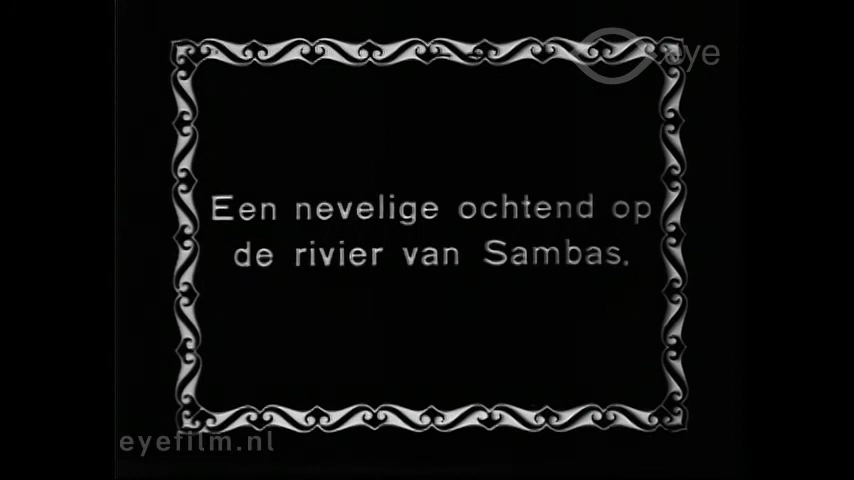 eye
Een nevelige ochtend op
de rivier van Sambas.
eyefilm.nl